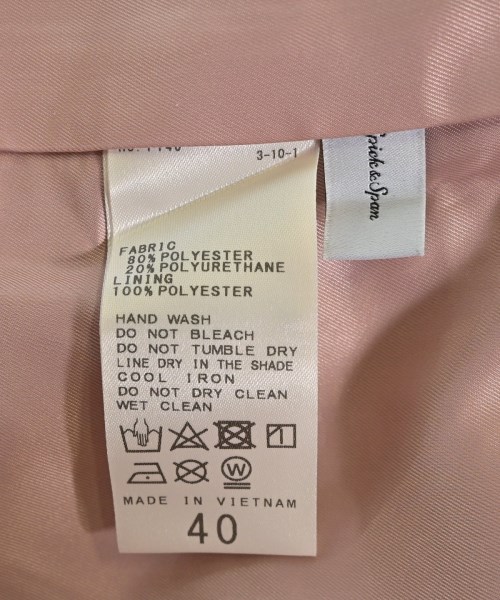 3-10-1
Spick & Span
FABRIC
80% POLYESTER
20% POLYURETHANE
LINING
100% POLYESTER
HAND WASH
DO NOT BLEACH
DO NOT TUMBLE DRY
LINE DRY IN THE SHADE
COOL IRON
DO NOT DRY CLEAN
WET CLEAN
W
MADE IN VIETNAM
40